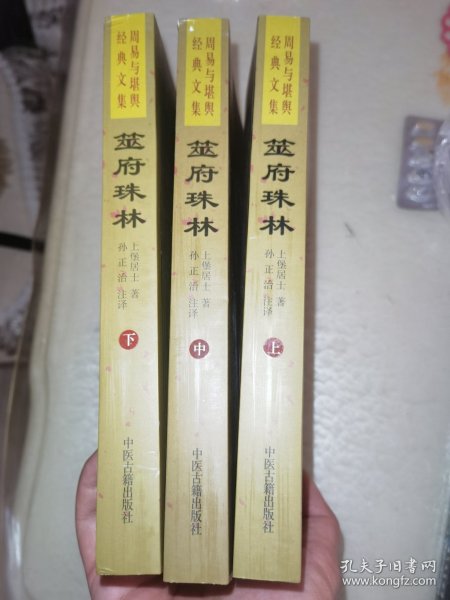 周易与堪舆
经典文集
筮府珠林
上堡居士 著
孙正治 注译
下
中医古籍出版社
周易与堪舆
经典文集
筮府珠林
上堡居士 著
孙正治 注译
中
中医古籍出版社
周易与堪舆
经典文集
筮府珠林
上堡居士 著
孙正治 注译
上
中医古籍出版社
孔夫子旧书网
www.kongfz.com